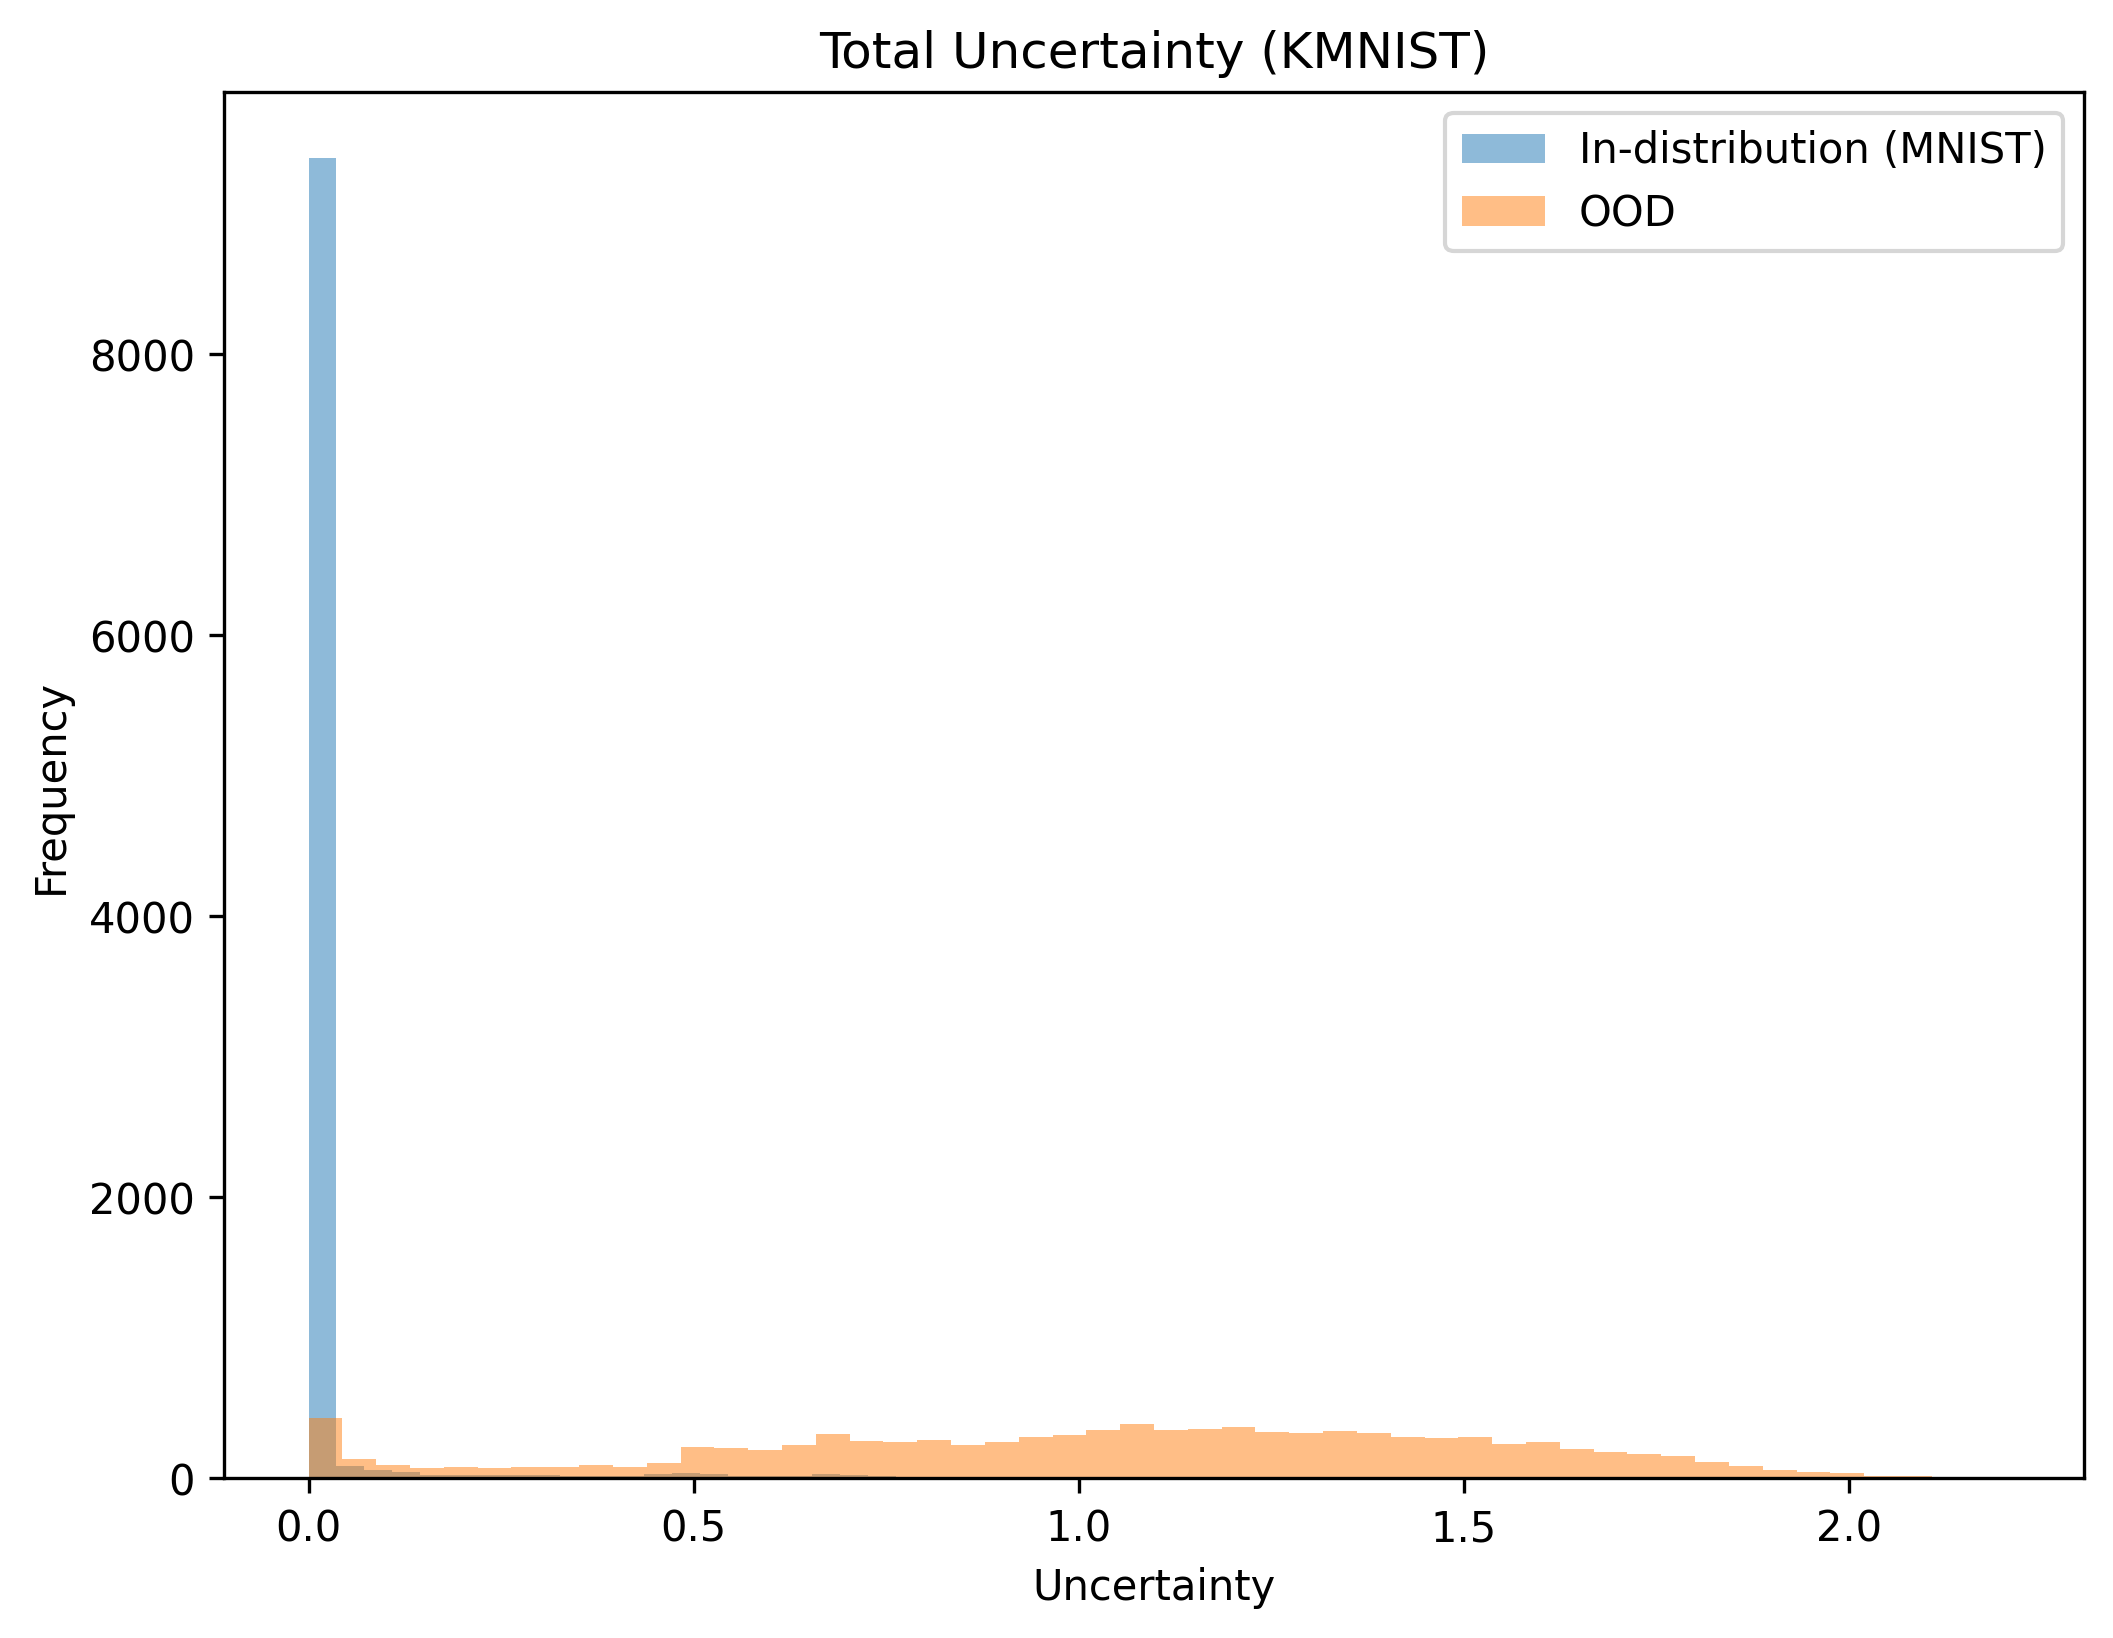 Total Uncertainty (KMNIST)
In-distribution (MNIST)
OOD
8000
6000
4000
2000
0
Frequency
0.0 0.5 1.0 1.5 2.0
Uncertainty